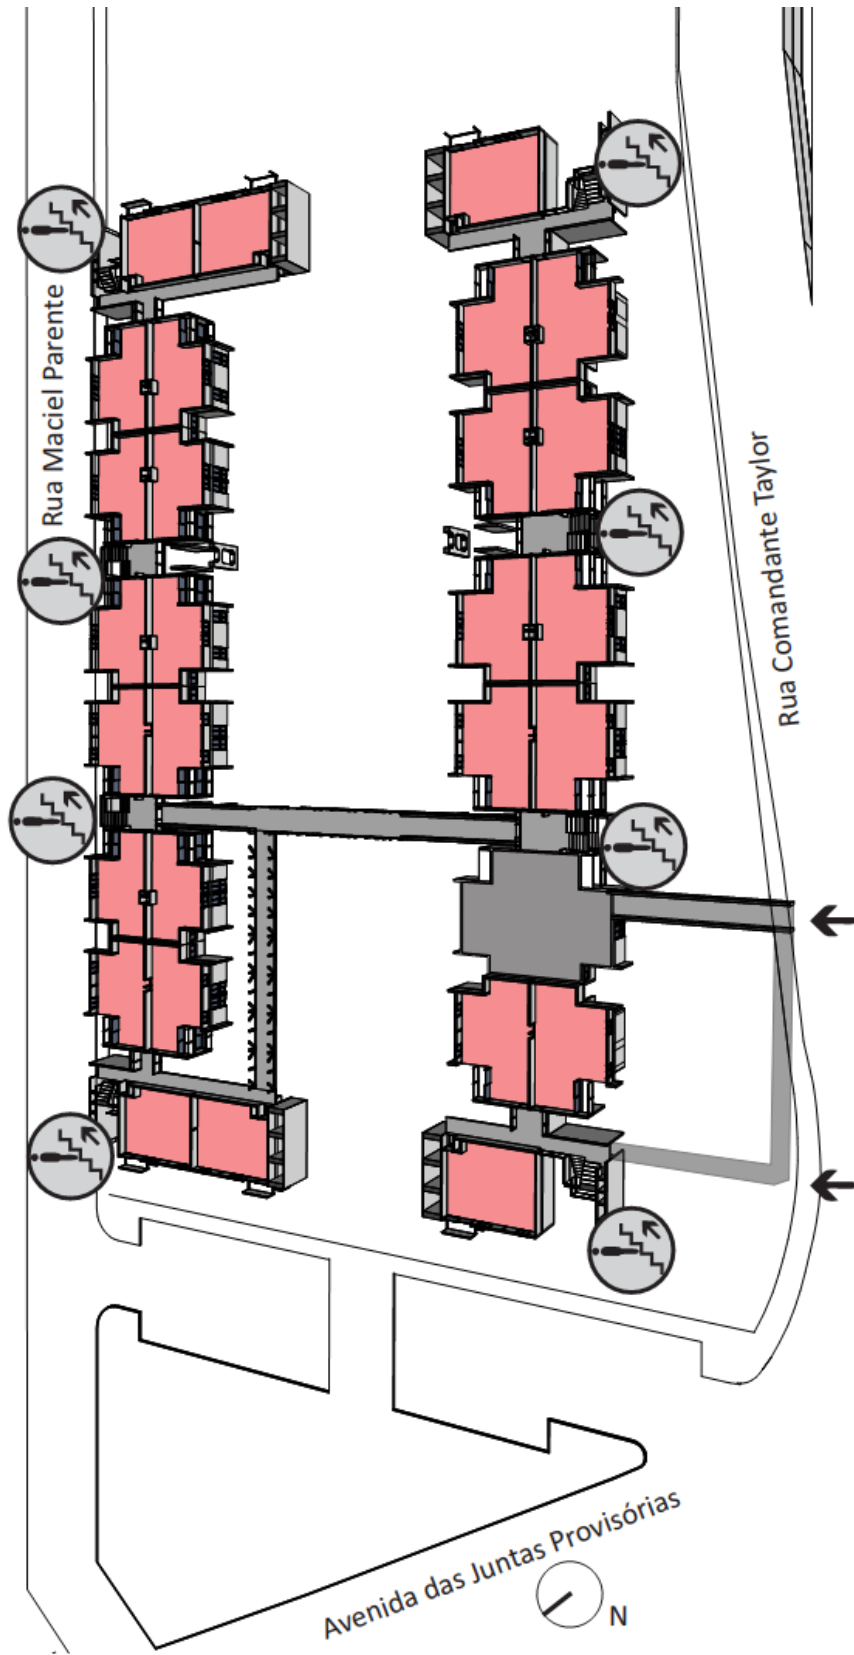 Rua Maciel Parente
Rua Comandante Taylor
Avenida das Juntas Provisórias
N